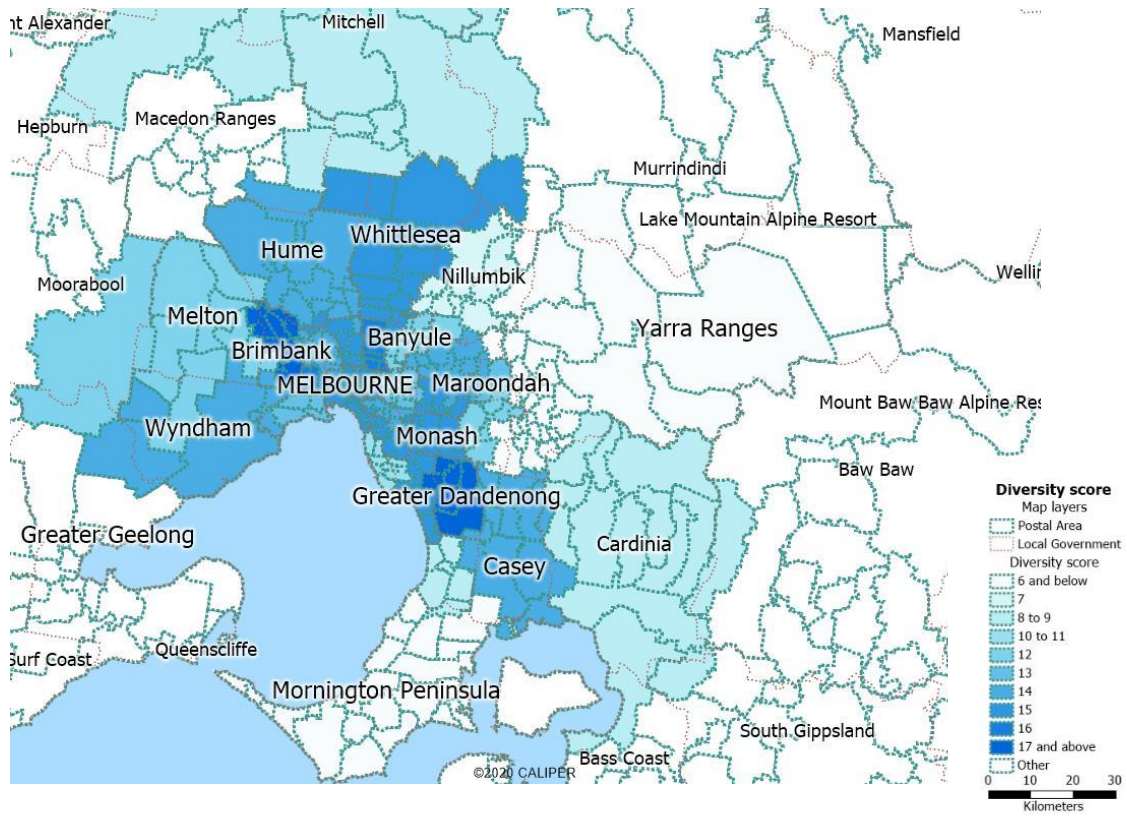 nt Alexander
Mitchell
Mansfield
Hepburn
Macedon Ranges
Murrindindi
Lake Mountain Alpine Resort
Whittlesea
Hume
Nillumbik
Wellin
Moorabool
Melton
Banyule
Yarra Ranges
Brimbank
MELBOURNE
Maroondah
Mount Baw Baw Alpine Res
Wyndham
Monash
Baw Baw
Greater Dandenong
Greater Geelong
Cardinia
Casey
Queenscliffe
Surf Coast
Mornington Peninsula
South Gippsland
Bass Coast
©2020 CALIPER
Diversity score
Map layers
Postal Area
Local Government
Diversity score
6 and below
7
8 to 9
10 to 11
12
13
14
15
16
17 and above
Other
0 10 20 30
Kilometers